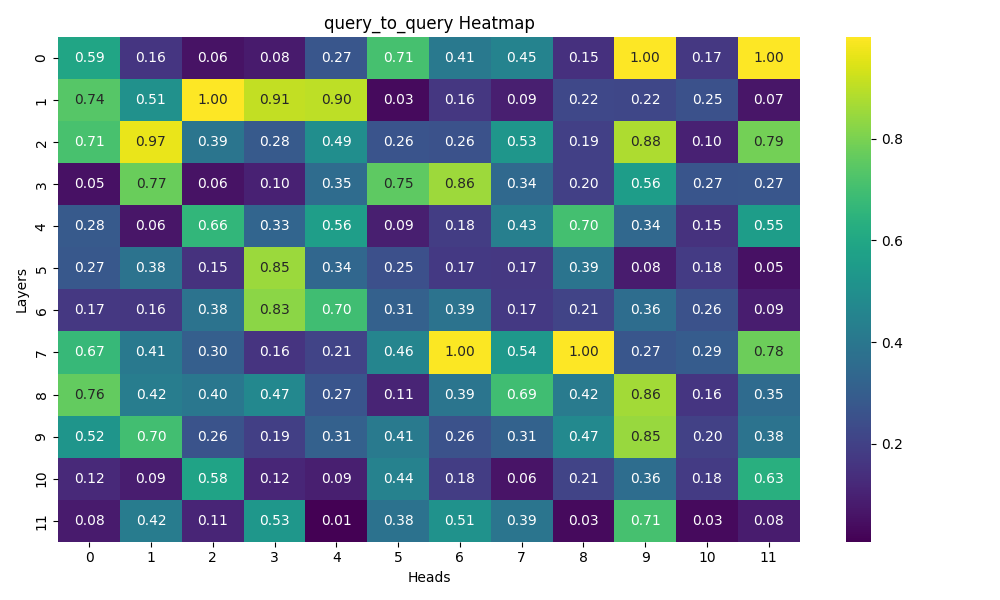 query_to_query Heatmap
0 0.59 0.16 0.06 0.08 0.27 0.71 0.41 0.45 0.15 1.00 0.17 1.00
1 0.74 0.51 1.00 0.91 0.90 0.03 0.16 0.09 0.22 0.22 0.25 0.07
2 0.71 0.97 0.39 0.28 0.49 0.26 0.26 0.53 0.19 0.88 0.10 0.79
3 0.05 0.77 0.06 0.10 0.35 0.75 0.86 0.34 0.20 0.56 0.27 0.27
4 0.28 0.06 0.66 0.33 0.56 0.09 0.18 0.43 0.70 0.34 0.15 0.55
5 0.27 0.38 0.15 0.85 0.34 0.25 0.17 0.17 0.39 0.08 0.18 0.05
6 0.17 0.16 0.38 0.83 0.70 0.31 0.39 0.17 0.21 0.36 0.26 0.09
7 0.67 0.41 0.30 0.16 0.21 0.46 1.00 0.54 1.00 0.27 0.29 0.78
8 0.76 0.42 0.40 0.47 0.27 0.11 0.39 0.69 0.42 0.86 0.16 0.35
9 0.52 0.70 0.26 0.19 0.31 0.41 0.26 0.31 0.47 0.85 0.20 0.38
10 0.12 0.09 0.58 0.12 0.09 0.44 0.18 0.06 0.21 0.36 0.18 0.63
11 0.08 0.42 0.11 0.53 0.01 0.38 0.51 0.39 0.03 0.71 0.03 0.08
0 1 2 3 4 5 6 7 8 9 10 11
Heads
Layers
0.8
0.6
0.4
0.2